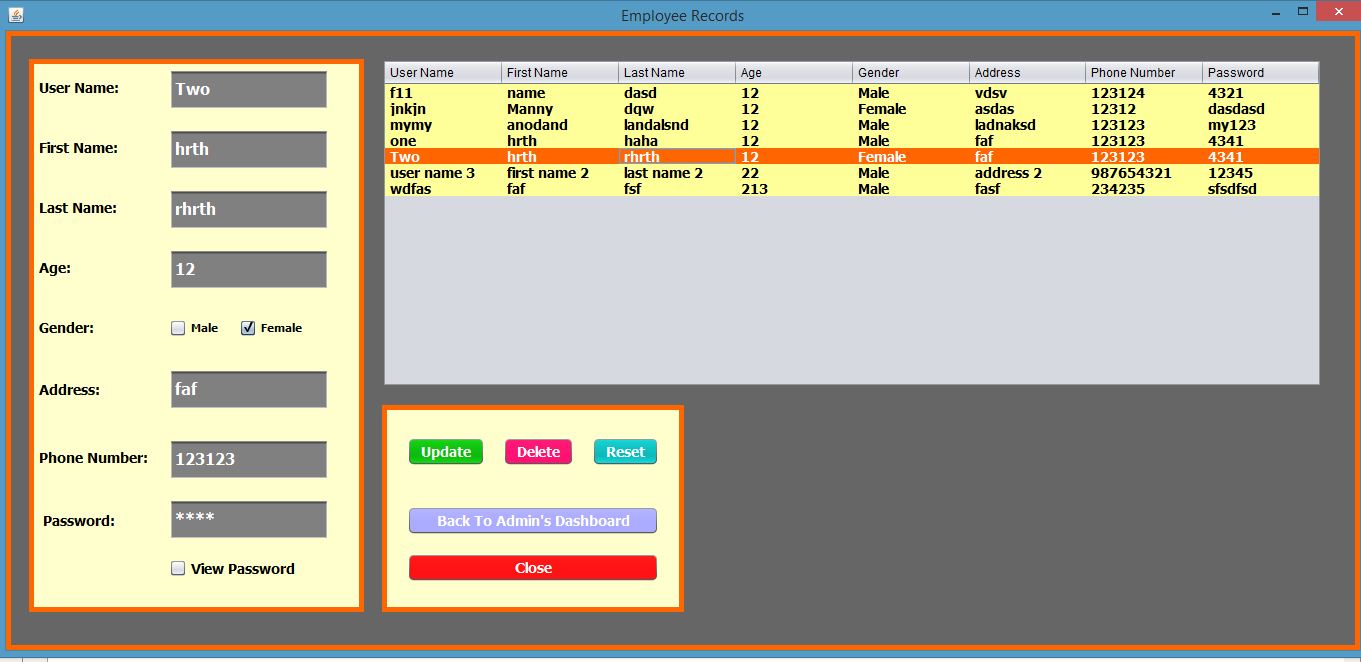 Employee Records
User Name: Two
First Name: hrth
Last Name: rhrth
Age: 12
Gender: Male Female
Address: faf
Phone Number: 123123
Password: ****
View Password
User Name First Name Last Name Age Gender Address Phone Number Password
f11 name dasd 12 Male vdsv 123124 4321
jnkjn Manny dqw 12 Female asdas 12312 dasdasd
mymy anodand landalsnd 12 Male ladnaksd 123123 my123
one hrth haha 12 Male faf 123123 4341
Two hrth rhrth 12 Female faf 123123 4341
user name 3 first name 2 last name 2 22 Male address 2 987654321 12345
wdfas faf fsf 213 Male fasf 234235 sfsdfsd
Update Delete Reset
Back To Admin's Dashboard
Close